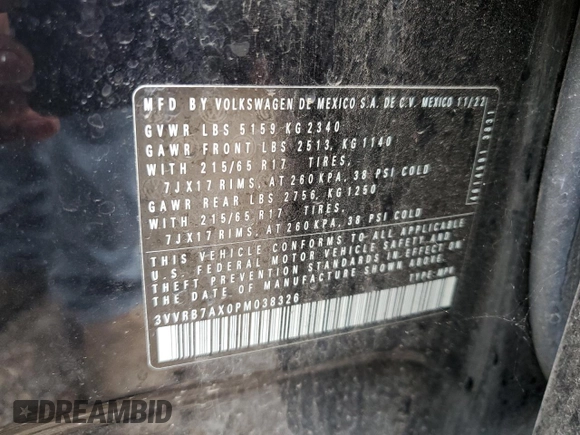 MFD BY VOLKSWAGEN DE MEXICO S.A. DE C.V. MEXICO 11/22
GVWR LBS 5159 KG 2340
GAWR FRONT LBS 2513, KG 1140
WITH 215/65 R17 TIRES,
7JX17 RIMS, AT 260 KPA, 38 PSI COLD
GAWR REAR LBS 2756, KG 1250
WITH 215/65 R17 TIRES,
7JX17 RIMS, AT 260 KPA, 38 PSI COLD
THIS VEHICLE CONFORMS TO ALL APPLICABLE
U.S. FEDERAL MOTOR VEHICLE SAFETY AND
THEFT PREVENTION STANDARDS IN EFFECT ON
THE DATE OF MANUFACTURE SHOWN ABOVE.
3VVRB7AX0PM038326 TYPE: MPV
DREAMBID